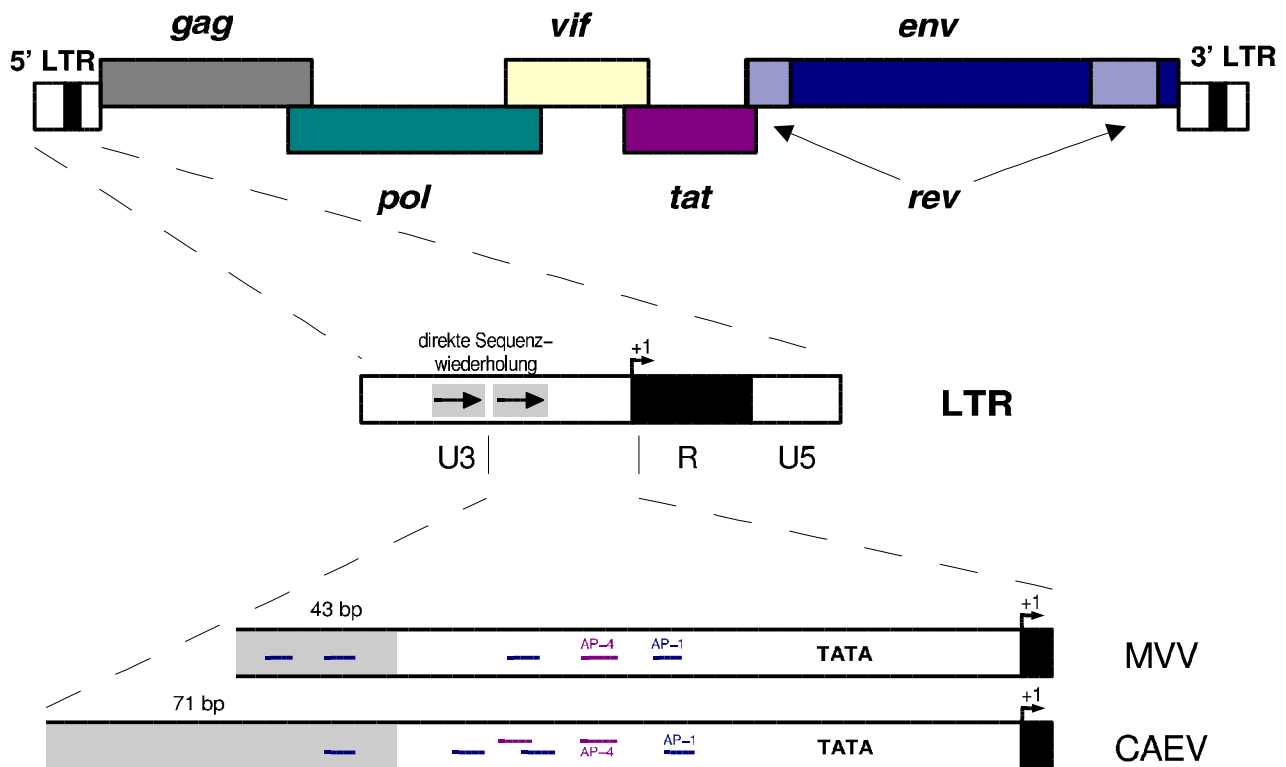 gag vif env
5’ LTR 3’ LTR
pol tat rev
direkte Sequenz–
wiederholung
+1
LTR
U3 R U5
43 bp
+1
AP–4 AP–1
TATA
MVV
71 bp
+1
AP–1
TATA
AP–4
CAEV